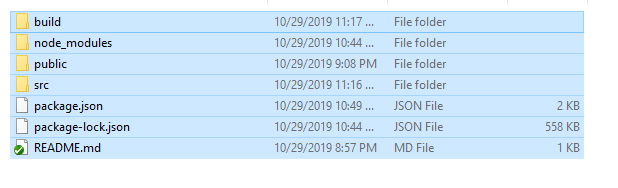 build 10/29/2019 11:17 ... File folder
node_modules 10/29/2019 10:44 ... File folder
public 10/29/2019 9:08 PM File folder
src 10/29/2019 11:16 ... File folder
package.json 10/29/2019 10:49 ... JSON File 2 KB
package-lock.json 10/29/2019 10:44 ... JSON File 558 KB
README.md 10/29/2019 8:57 PM MD File 1 KB